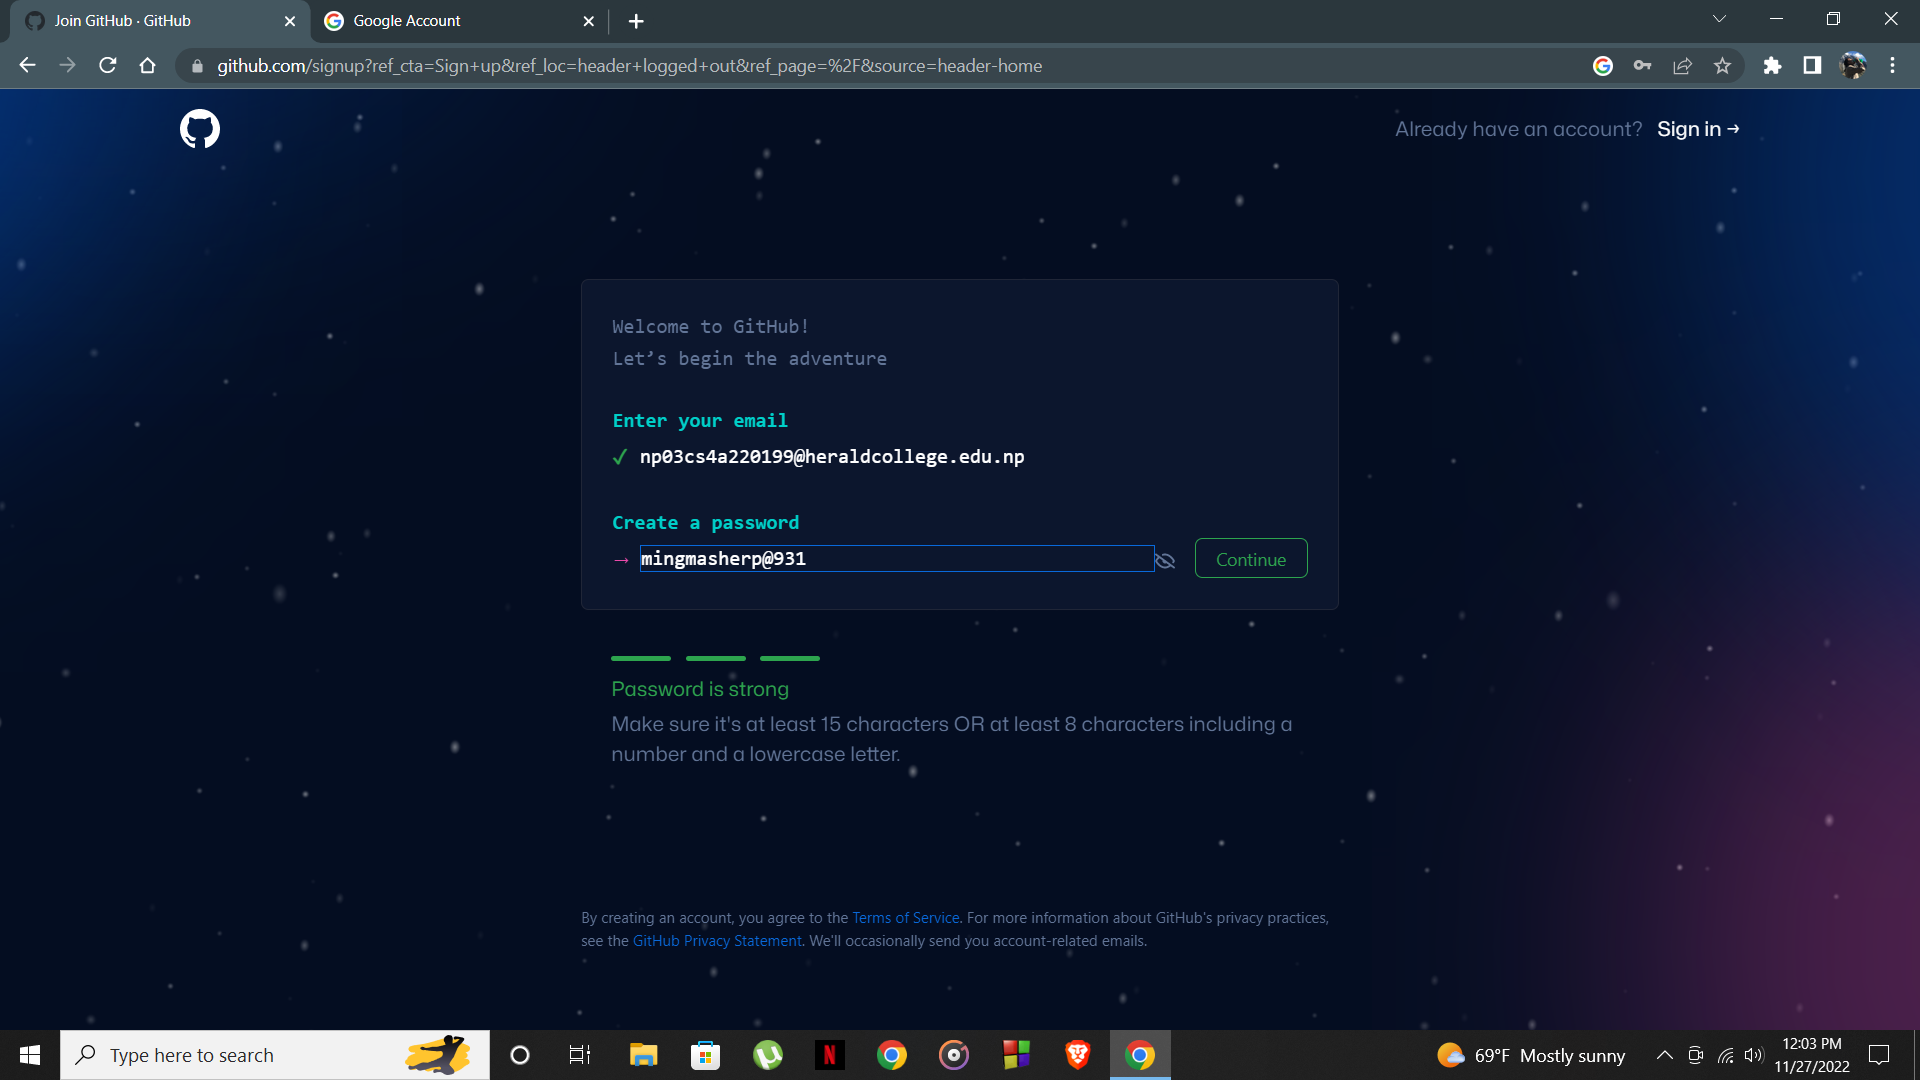 Join GitHub · GitHub
Google Account
github.com/signup?ref_cta=Sign+up&ref_loc=header+logged+out&ref_page=%2F&source=header-home
Already have an account? Sign in →
Welcome to GitHub!
Let’s begin the adventure
Enter your email
✓ np03cs4a220199@heraldcollege.edu.np
Create a password
→ mingmasherp@931
Continue
Password is strong
Make sure it's at least 15 characters OR at least 8 characters including a
number and a lowercase letter.
By creating an account, you agree to the Terms of Service. For more information about GitHub's privacy practices,
see the GitHub Privacy Statement. We'll occasionally send you account-related emails.
Type here to search
N
69°F Mostly sunny
12:03 PM
11/27/2022